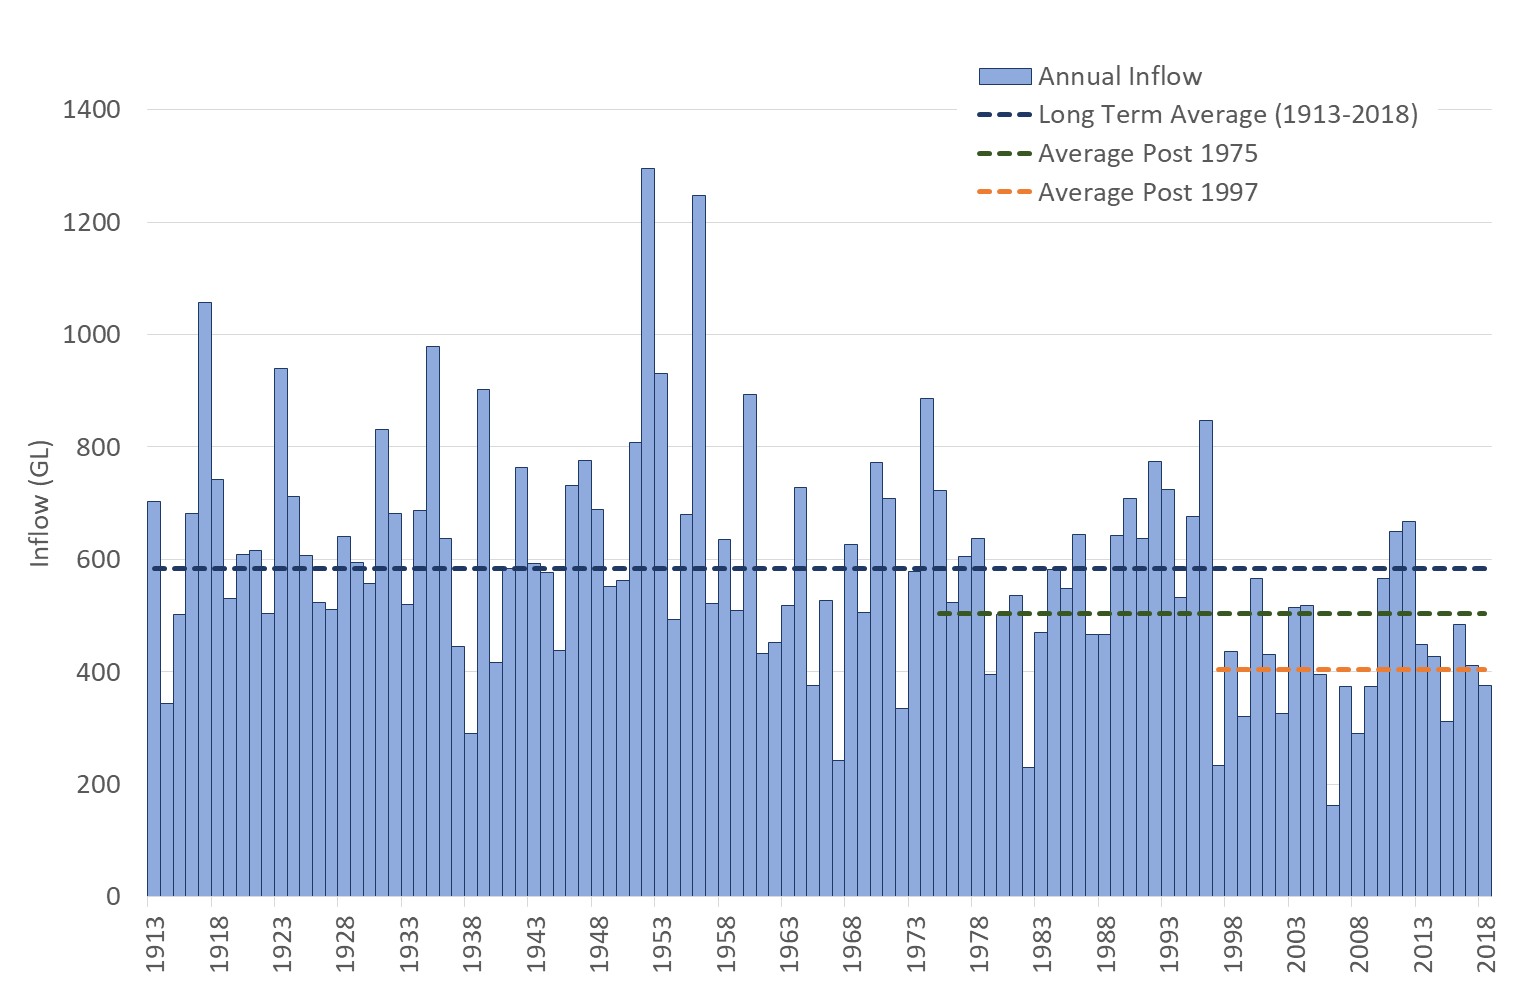 Annual Inflow
Long Term Average (1913-2018)
Average Post 1975
Average Post 1997
1400
1200
1000
800
600
400
200
0
Inflow (GL)
1913 1918 1923 1928 1933 1938 1943 1948 1953 1958 1963 1968 1973 1978 1983 1988 1993 1998 2003 2008 2013 2018